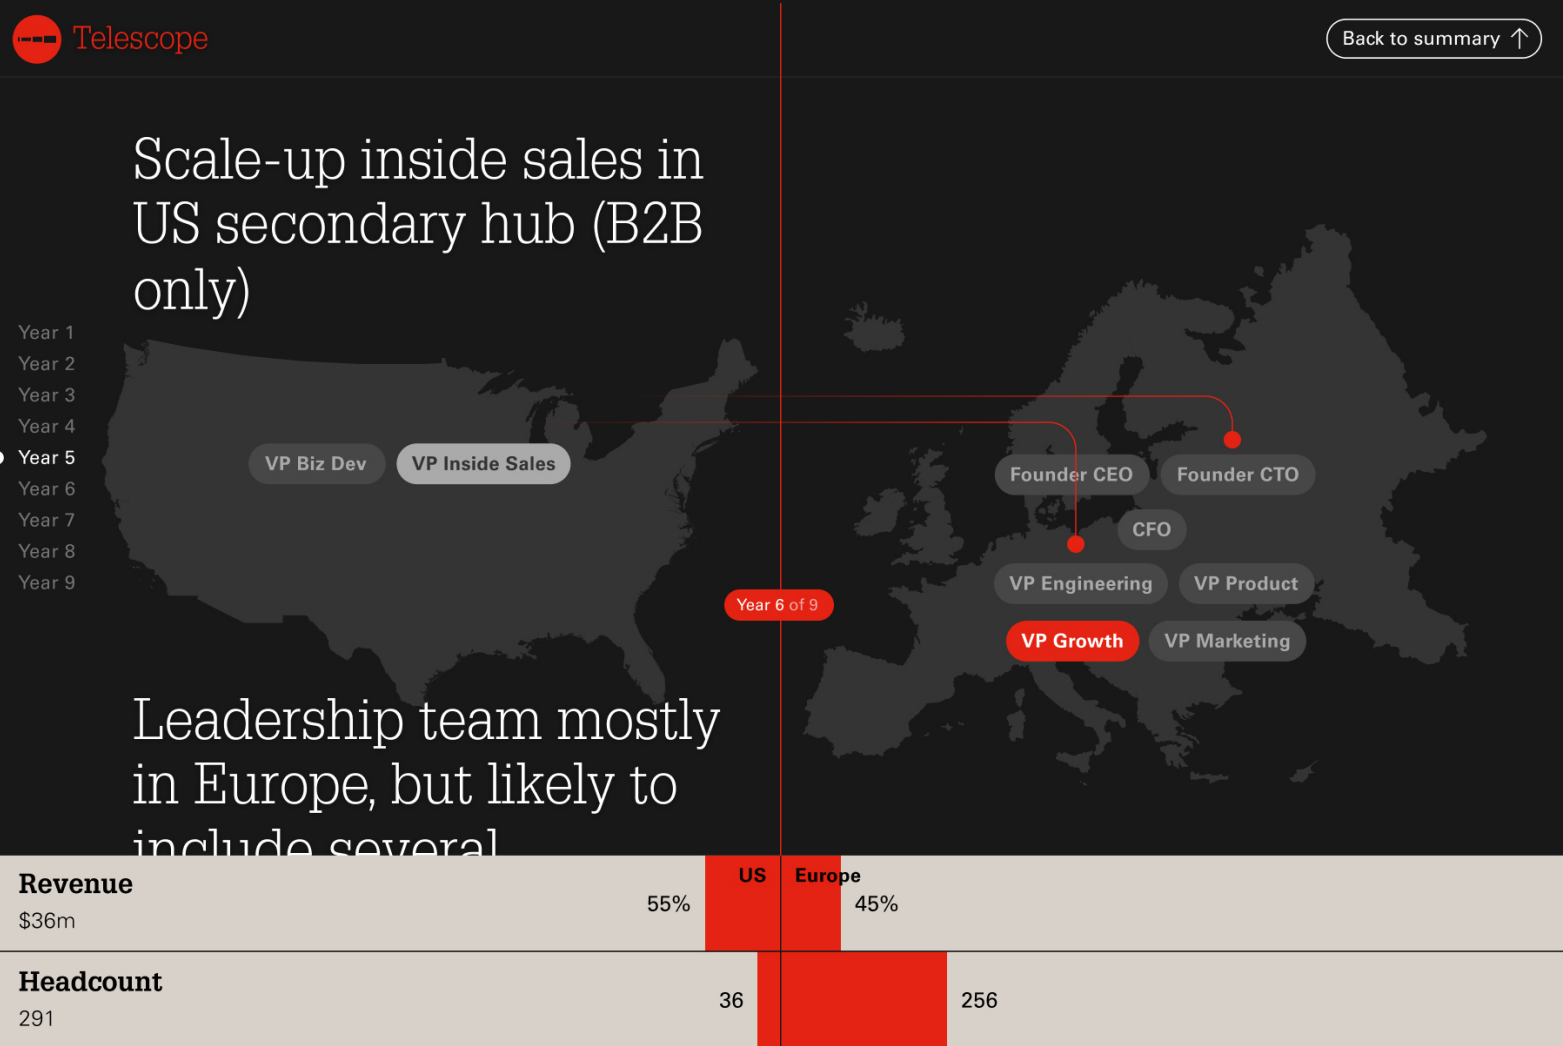 Telescope
Back to summary ↑
Scale-up inside sales in
US secondary hub (B2B
only)
Year 1
Year 2
Year 3
Year 4
Year 5
Year 6
Year 7
Year 8
Year 9
VP Biz Dev
VP Inside Sales
Founder CEO
Founder CTO
CFO
VP Engineering
VP Product
Year 6 of 9
VP Growth
VP Marketing
Leadership team mostly
in Europe, but likely to
include several
Revenue
$36m
US
Europe
55%
45%
Headcount
291
36
256